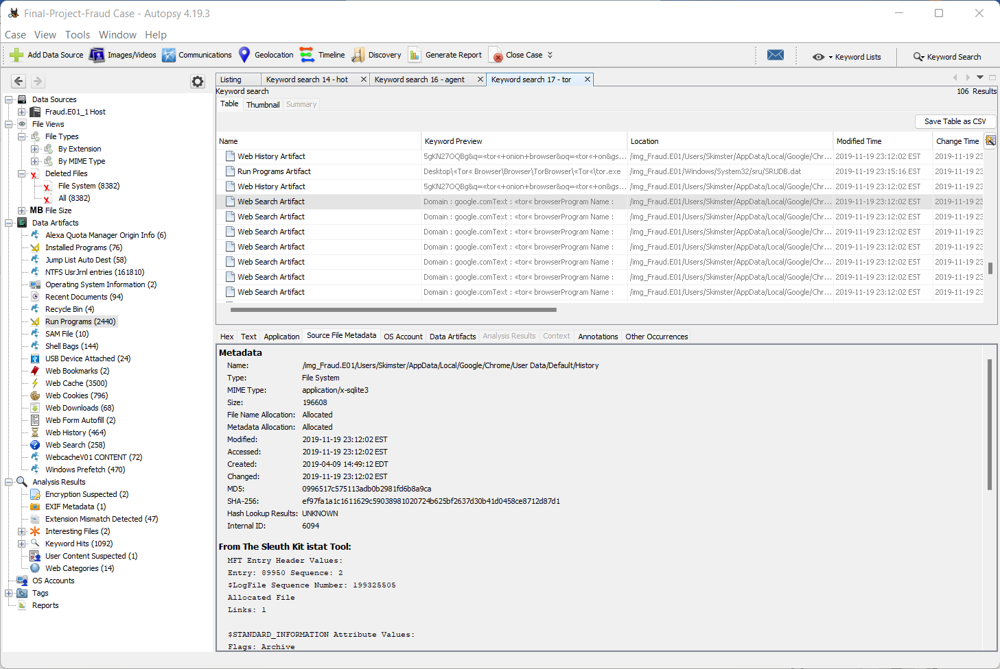 Final-Project-Fraud Case - Autopsy 4.19.3
Case View Tools Window Help
Add Data Source Images/Videos Communications Geolocation Timeline Discovery Generate Report Close Case Keyword Lists Keyword Search
Listing Keyword search 14 - hot Keyword search 16 - agent Keyword search 17 - tor
Keyword search 106 Results
Table Thumbnail Summary
Save Table as CSV
Name Keyword Preview Location Modified Time Change Time
Web History Artifact 5gKN27OQBg&q=«tor«+onion+browser&oq=«tor«+on&gs... /img_Fraud.E01/Users/Skimster/AppData/Local/Google/Chr... 2019-11-19 23:12:02 EST 2019-11-19 23
Run Programs Artifact Desktop\«Tor« Browser\Browser\TorBrowser\«Tor«\tor.exe /img_Fraud.E01/Windows/System32/sru/SRUDB.dat 2019-11-19 23:15:16 EST 2019-11-19 23
Web History Artifact 5gKN27OQBg&q=«tor«+onion+browser&oq=«tor«+on&gs... /img_Fraud.E01/Users/Skimster/AppData/Local/Google/Chr... 2019-11-19 23:12:02 EST 2019-11-19 23
Web Search Artifact Domain : google.comText : «tor« browserProgram Name : /img_Fraud.E01/Users/Skimster/AppData/Local/Google/Chr... 2019-11-19 23:12:02 EST 2019-11-19 23
Web Search Artifact Domain : google.comText : «tor« browserProgram Name : /img_Fraud.E01/Users/Skimster/AppData/Local/Google/Chr... 2019-11-19 23:12:02 EST 2019-11-19 23
Web Search Artifact Domain : google.comText : «tor« browserProgram Name : /img_Fraud.E01/Users/Skimster/AppData/Local/Google/Chr... 2019-11-19 23:12:02 EST 2019-11-19 23
Web Search Artifact Domain : google.comText : «tor« browserProgram Name : /img_Fraud.E01/Users/Skimster/AppData/Local/Google/Chr... 2019-11-19 23:12:02 EST 2019-11-19 23
Web Search Artifact Domain : google.comText : «tor« browserProgram Name : /img_Fraud.E01/Users/Skimster/AppData/Local/Google/Chr... 2019-11-19 23:12:02 EST 2019-11-19 23
Web Search Artifact Domain : google.comText : «tor« browserProgram Name : /img_Fraud.E01/Users/Skimster/AppData/Local/Google/Chr... 2019-11-19 23:12:02 EST 2019-11-19 23
Web Search Artifact Domain : google.comText : «tor« browserProgram Name : /img_Fraud.E01/Users/Skimster/AppData/Local/Google/Chr... 2019-11-19 23:12:02 EST 2019-11-19 23
Data Sources
Fraud.E01_1 Host
File Views
File Types
By Extension
By MIME Type
Deleted Files
File System (8382)
All (8382)
MB File Size
Data Artifacts
Alexa Quota Manager Origin Info (6)
Installed Programs (76)
Jump List Auto Dest (58)
NTFS UsrJrnl entries (161810)
Operating System Information (2)
Recent Documents (94)
Recycle Bin (4)
Run Programs (2440)
SAM File (10)
Shell Bags (144)
USB Device Attached (24)
Web Bookmarks (2)
Web Cache (3500)
Web Cookies (796)
Web Downloads (68)
Web Form Autofill (2)
Web History (464)
Web Search (258)
WebcacheV01 CONTENT (72)
Windows Prefetch (470)
Analysis Results
Encryption Suspected (2)
EXIF Metadata (1)
Extension Mismatch Detected (47)
Interesting Files (2)
Keyword Hits (1092)
User Content Suspected (1)
Web Categories (14)
OS Accounts
Tags
Reports
Hex Text Application Source File Metadata OS Account Data Artifacts Analysis Results Context Annotations Other Occurrences
Metadata
Name: /img_Fraud.E01/Users/Skimster/AppData/Local/Google/Chrome/User Data/Default/History
Type: File System
MIME Type: application/x-sqlite3
Size: 196608
File Name Allocation: Allocated
Metadata Allocation: Allocated
Modified: 2019-11-19 23:12:02 EST
Accessed: 2019-11-19 23:12:02 EST
Created: 2019-04-09 14:49:12 EDT
Changed: 2019-11-19 23:12:02 EST
MD5: 0996517c575113adb0b2981fd6b8a9ca
SHA-256: ef97fa1a1c1611629c59038981020724b625bf2637d30b41d0458ce8712d87d1
Hash Lookup Results: UNKNOWN
Internal ID: 6094
From The Sleuth Kit istat Tool:
MFT Entry Header Values:
Entry: 89950 Sequence: 2
$LogFile Sequence Number: 199325505
Allocated File
Links: 1
$STANDARD_INFORMATION Attribute Values:
Flags: Archive